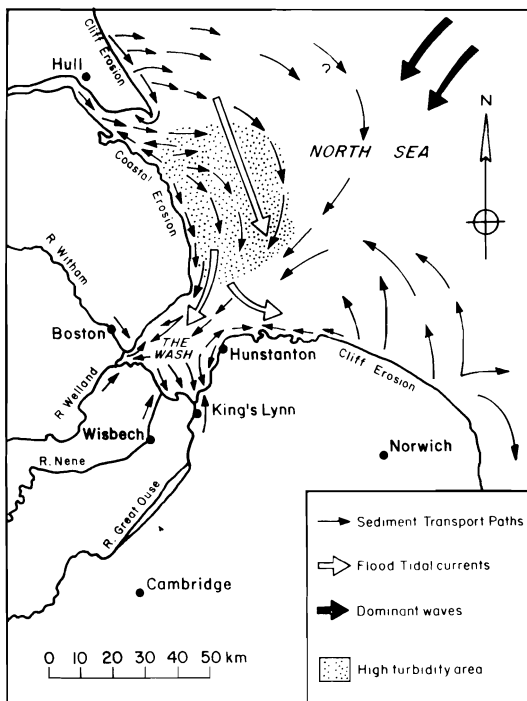 Hull
Cliff Erosion
?
NORTH SEA
N
Coastal Erosion
R Witham
Boston
THE
WASH
Hunstanton
Cliff Erosion
R Welland
King's Lynn
Wisbech
R. Nene
Norwich
R. Great Ouse
Cambridge
0 10 20 30 40 50 km
Sediment Transport Paths
Flood Tidal currents
Dominant waves
High turbidity area